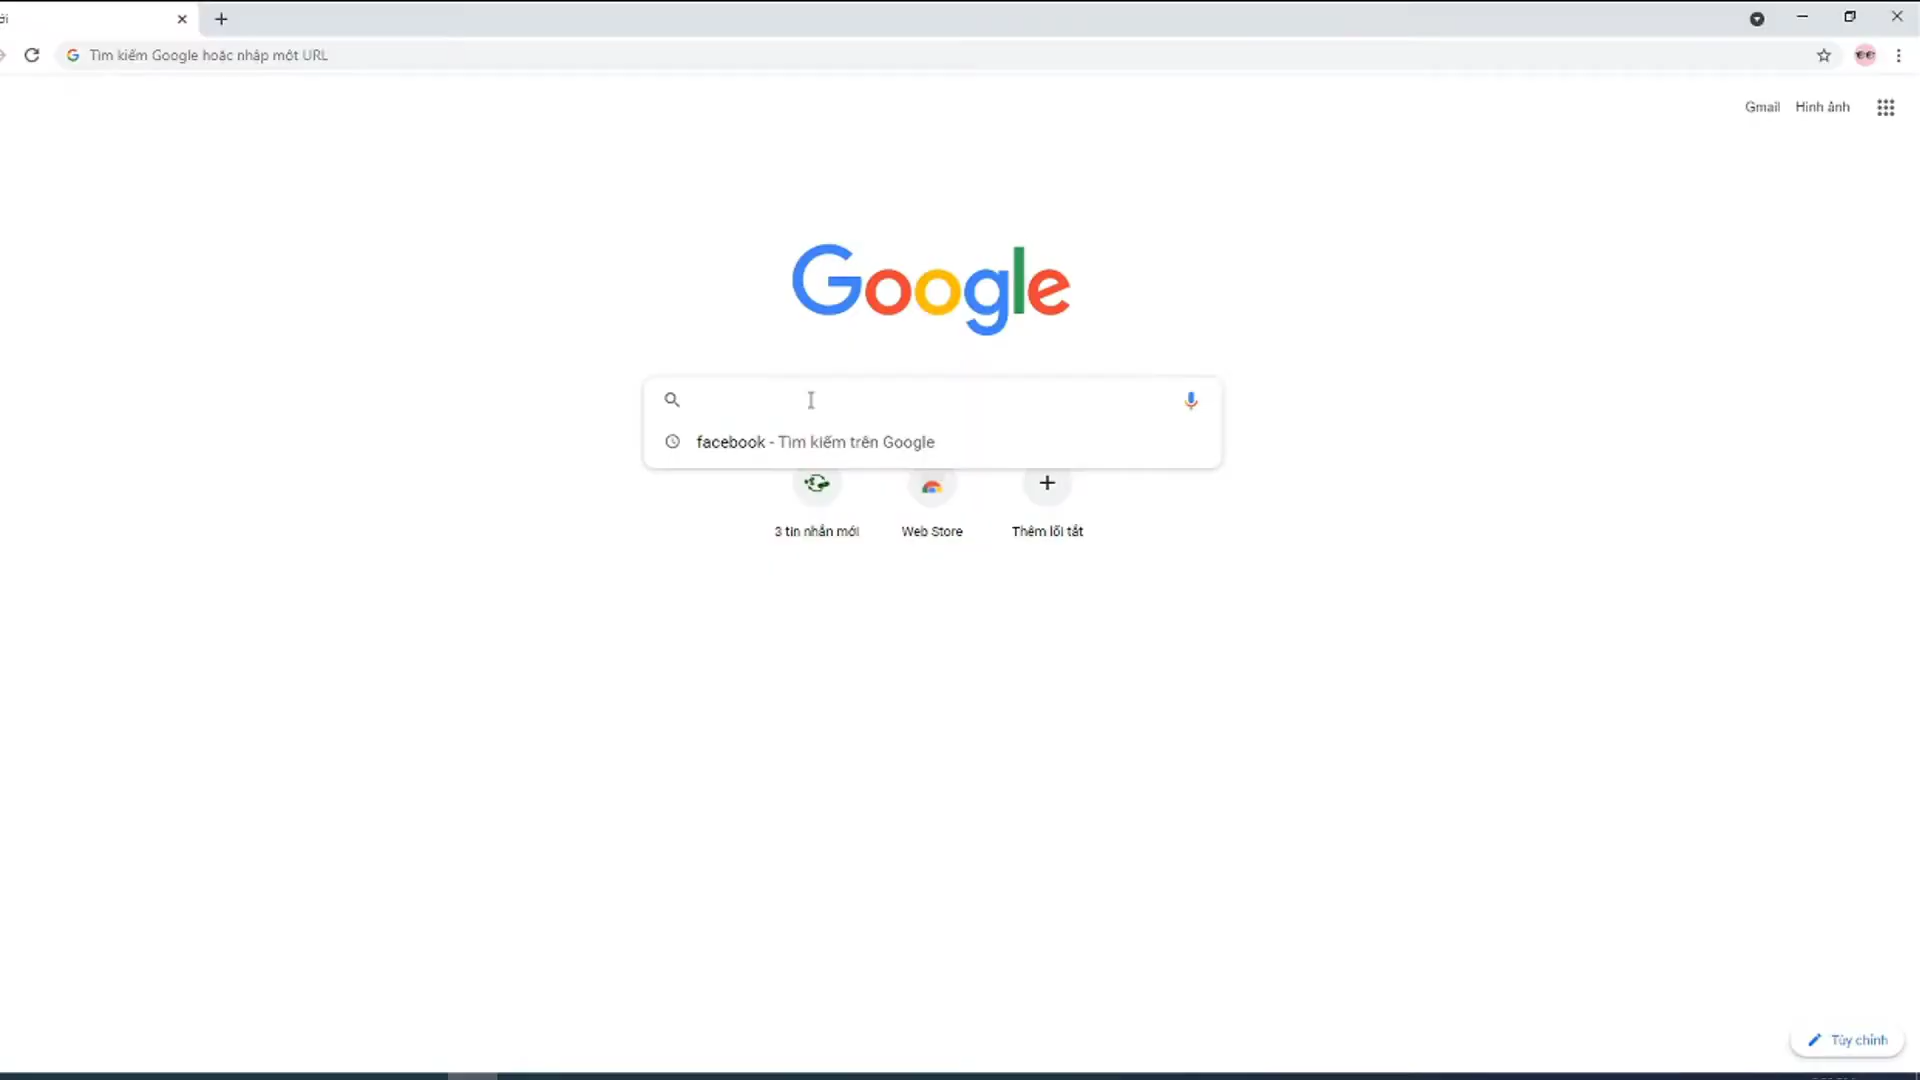 Tìm kiếm Google hoặc nhập một URL
Gmail Hình ảnh
Google
facebook - Tìm kiếm trên Google
3 tin nhắn mới Web Store Thêm lối tắt
Tùy chỉnh